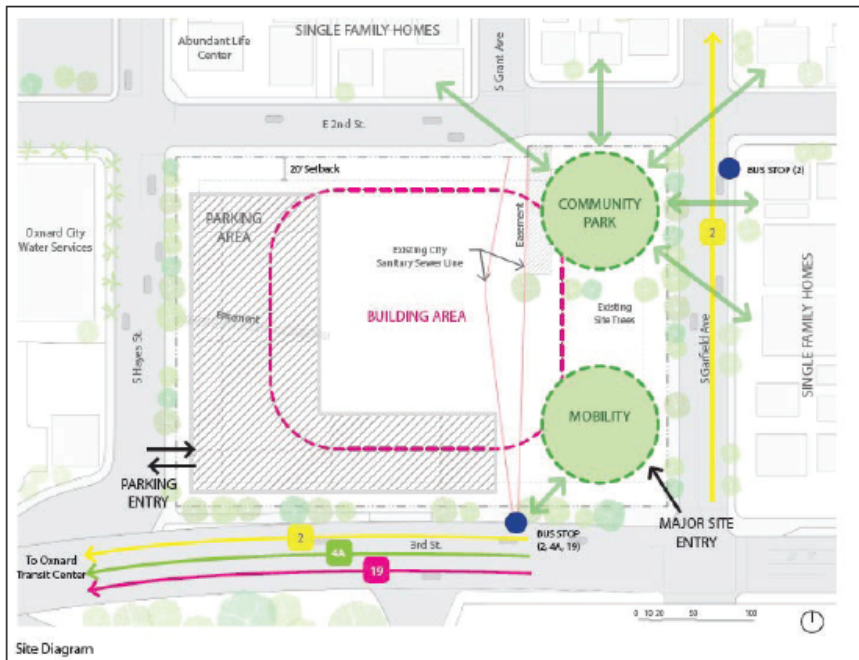 SINGLE FAMILY HOMES
Abundant Life
Center
S Grant Ave
E 2nd St.
20' Setback
BUS STOP (2)
PARKING
AREA
COMMUNITY
PARK
Oxnard City
Water Services
Easement
2
Existing City
Sanitary Sewer Line
Easement
BUILDING AREA
Existing
Site Trees
S Hayes St.
S Garfield Ave
SINGLE FAMILY HOMES
MOBILITY
PARKING
ENTRY
MAJOR SITE
ENTRY
BUS STOP
(2, 4A, 19)
2
3rd St.
4A
To Oxnard
Transit Center
19
0 10 20 50 100
Site Diagram